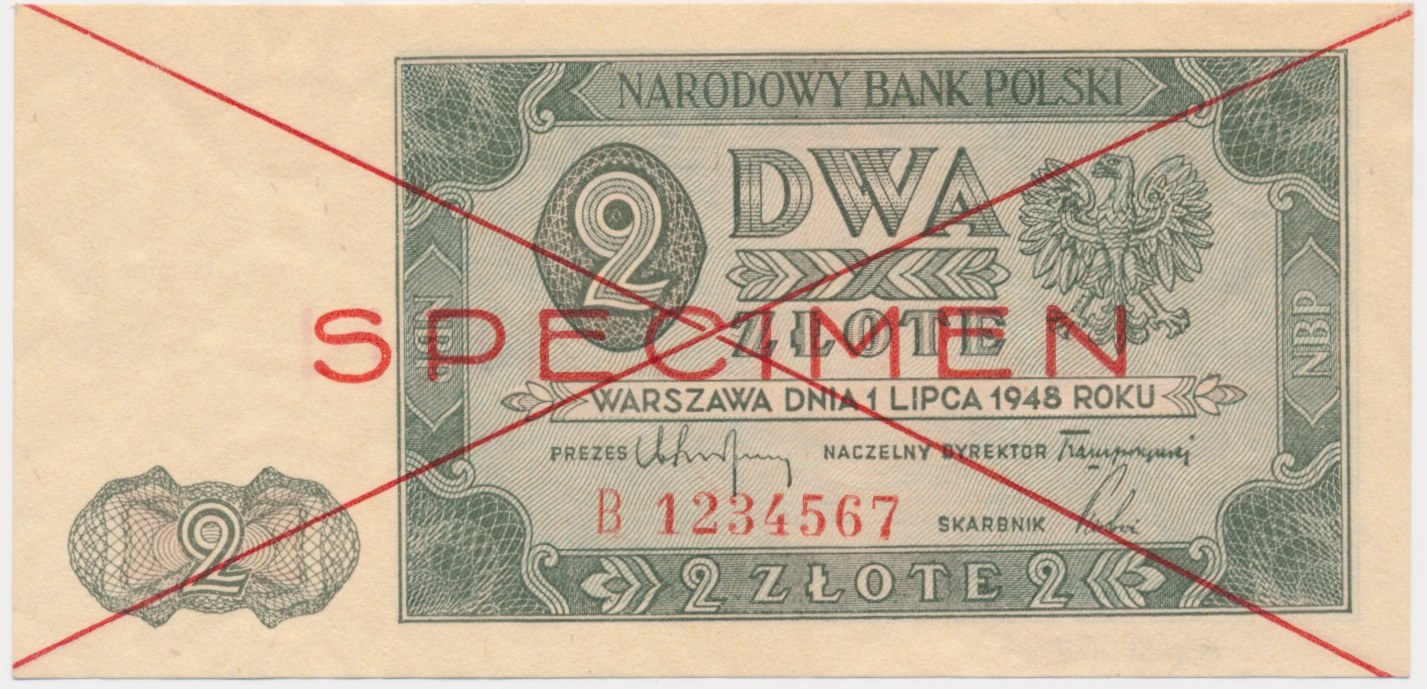 NARODOWY BANK POLSKI
2
DWA
ZŁOTE
SPECIMEN
NBP
NBP
WARSZAWA DNIA 1 LIPCA 1948 ROKU
PREZES
NACZELNY DYREKTOR
B 1234567
SKARBNIK
2
2 ZŁOTE 2